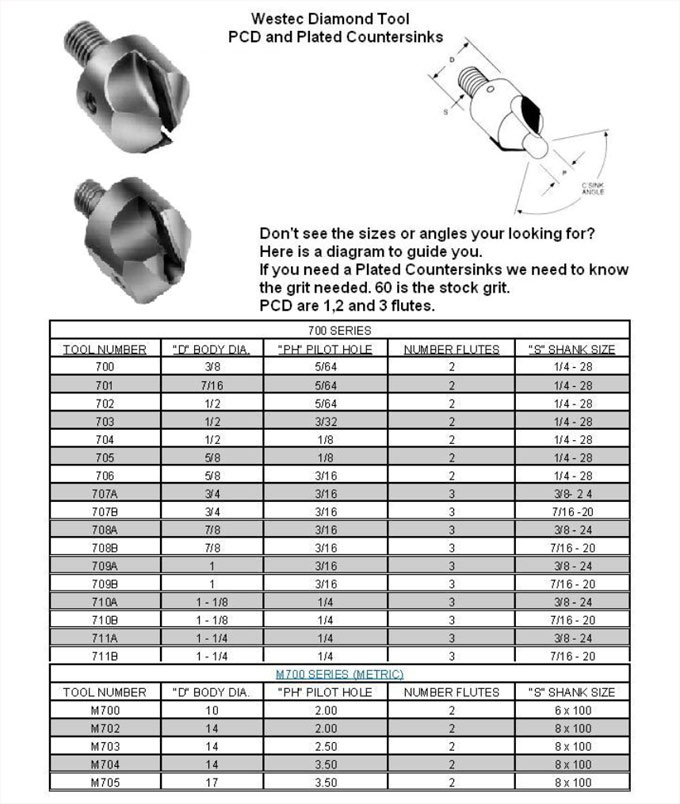 Westec Diamond Tool
PCD and Plated Countersinks
D
S
P
C'SINK
ANGLE
Don't see the sizes or angles your looking for?
Here is a diagram to guide you.
If you need a Plated Countersinks we need to know
the grit needed. 60 is the stock grit.
PCD are 1,2 and 3 flutes.
700 SERIES
TOOL NUMBER "D" BODY DIA. "PH" PILOT HOLE NUMBER FLUTES "S" SHANK SIZE
700 3/8 5/64 2 1/4 - 28
701 7/16 5/64 2 1/4 - 28
702 1/2 5/64 2 1/4 - 28
703 1/2 3/32 2 1/4 - 28
704 1/2 1/8 2 1/4 - 28
705 5/8 1/8 2 1/4 - 28
706 5/8 3/16 2 1/4 - 28
707A 3/4 3/16 3 3/8- 2 4
707B 3/4 3/16 3 7/16 -20
708A 7/8 3/16 3 3/8 - 24
708B 7/8 3/16 3 7/16 - 20
709A 1 3/16 3 3/8 - 24
709B 1 3/16 3 7/16 - 20
710A 1 - 1/8 1/4 3 3/8 - 24
710B 1 - 1/8 1/4 3 7/16 - 20
711A 1 - 1/4 1/4 3 3/8 - 24
711B 1 - 1/4 1/4 3 7/16 - 20
M700 SERIES (METRIC)
TOOL NUMBER "D" BODY DIA. "PH" PILOT HOLE NUMBER FLUTES "S" SHANK SIZE
M700 10 2.00 2 6 x 100
M702 14 2.00 2 8 x 100
M703 14 2.50 2 8 x 100
M704 14 3.50 2 8 x 100
M705 17 3.50 2 8 x 100